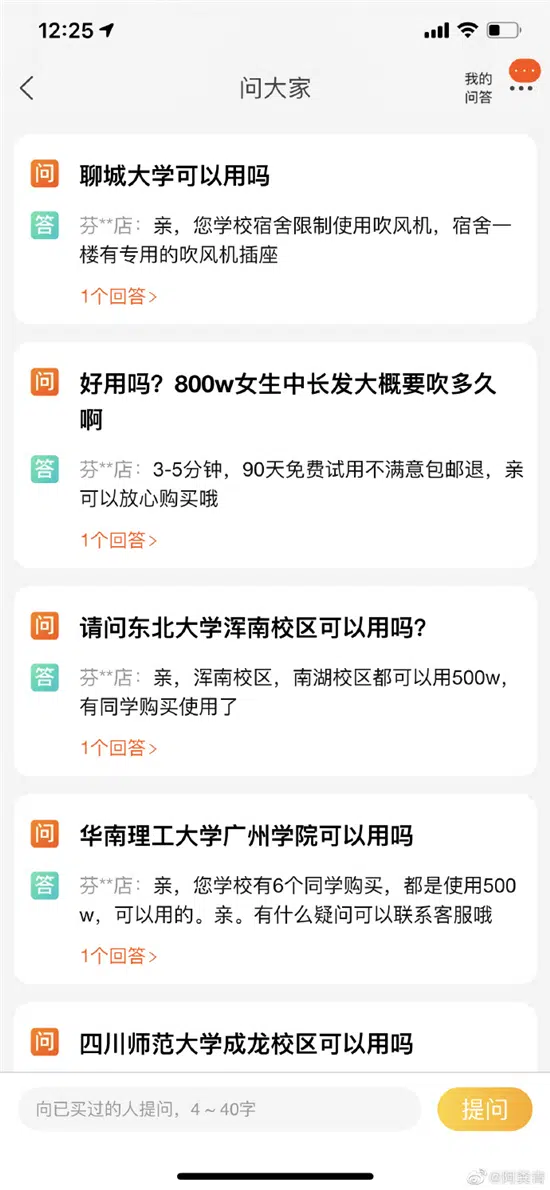 12:25
问大家
我的
问答
问
聊城大学可以用吗
答
芬**店：亲，您学校宿舍限制使用吹风机，宿舍一
楼有专用的吹风机插座
1个回答>
问
好用吗？800w女生中长发大概要吹多久
啊
答
芬**店：3-5分钟，90天免费试用不满意包邮退，亲
可以放心购买哦
1个回答>
问
请问东北大学浑南校区可以用吗？
答
芬**店：亲，浑南校区，南湖校区都可以用500w，
有同学购买使用了
1个回答>
问
华南理工大学广州学院可以用吗
答
芬**店：亲，您学校有6个同学购买，都是使用500
w，可以用的。亲。有什么疑问可以联系客服哦
1个回答>
问
四川师范大学成龙校区可以用吗
向已买过的人提问，4～40字
提问